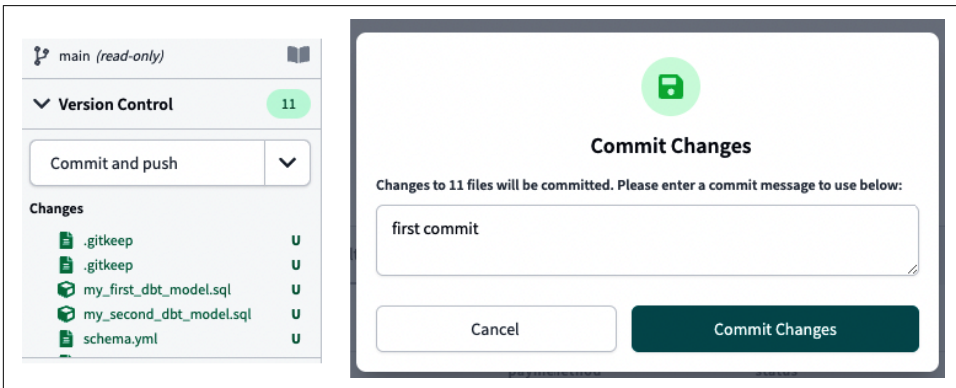 main (read-only)
Version Control 11
Commit and push
Changes
.gitkeep U
.gitkeep U
my_first_dbt_model.sql U
my_second_dbt_model.sql U
schema.yml U
Commit Changes
Changes to 11 files will be committed. Please enter a commit message to use below:
first commit
Cancel
Commit Changes
status